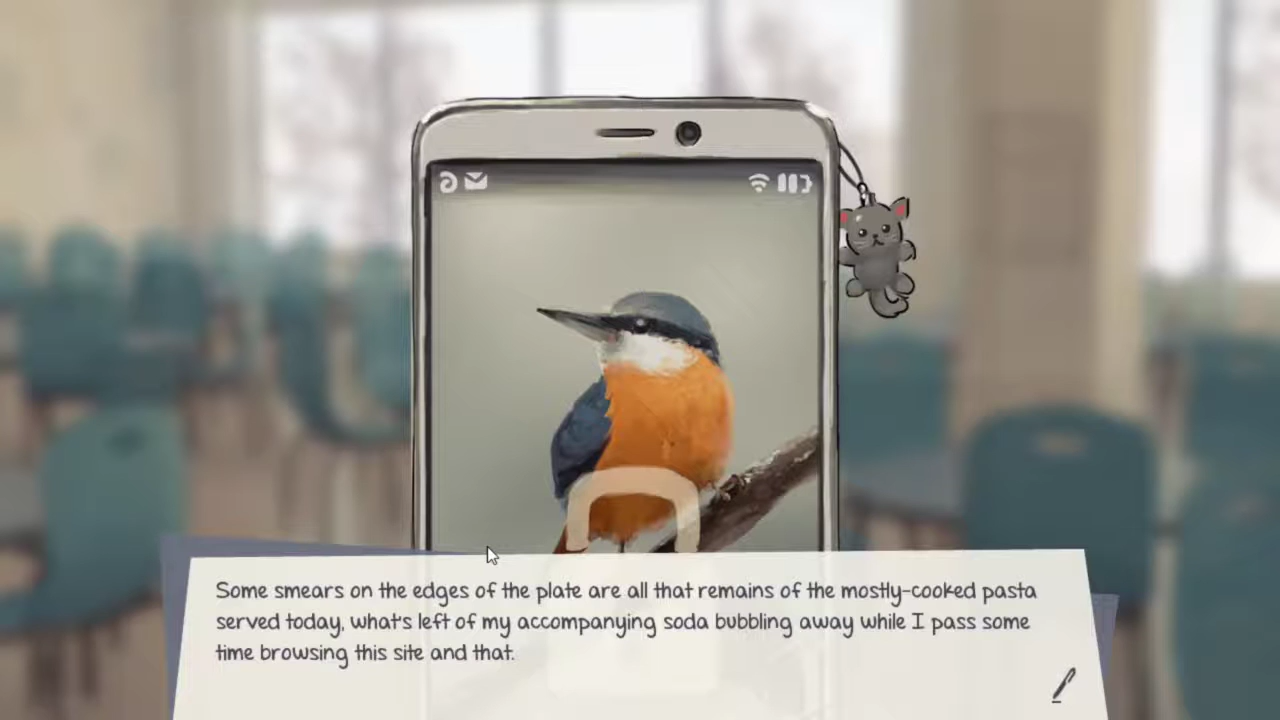 Some smears on the edges of the plate are all that remains of the mostly-cooked pasta
served today, what's left of my accompanying soda bubbling away while I pass some
time browsing this site and that.